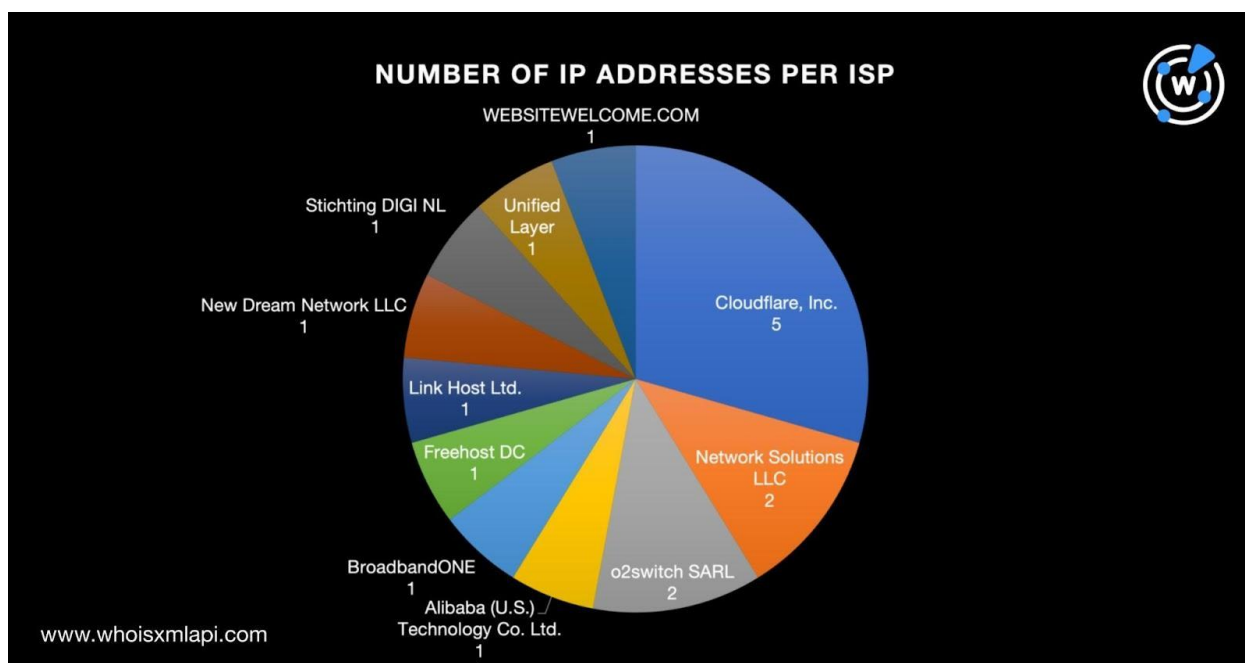 NUMBER OF IP ADDRESSES PER ISP
W
WEBSITEWELCOME.COM
1
Stichting DIGI NL
1
Unified
Layer
1
New Dream Network LLC
1
Cloudflare, Inc.
5
Link Host Ltd.
1
Freehost DC
1
Network Solutions
LLC
2
BroadbandONE
1
o2switch SARL
2
Alibaba (U.S.)
Technology Co. Ltd.
1
www.whoisxmlapi.com